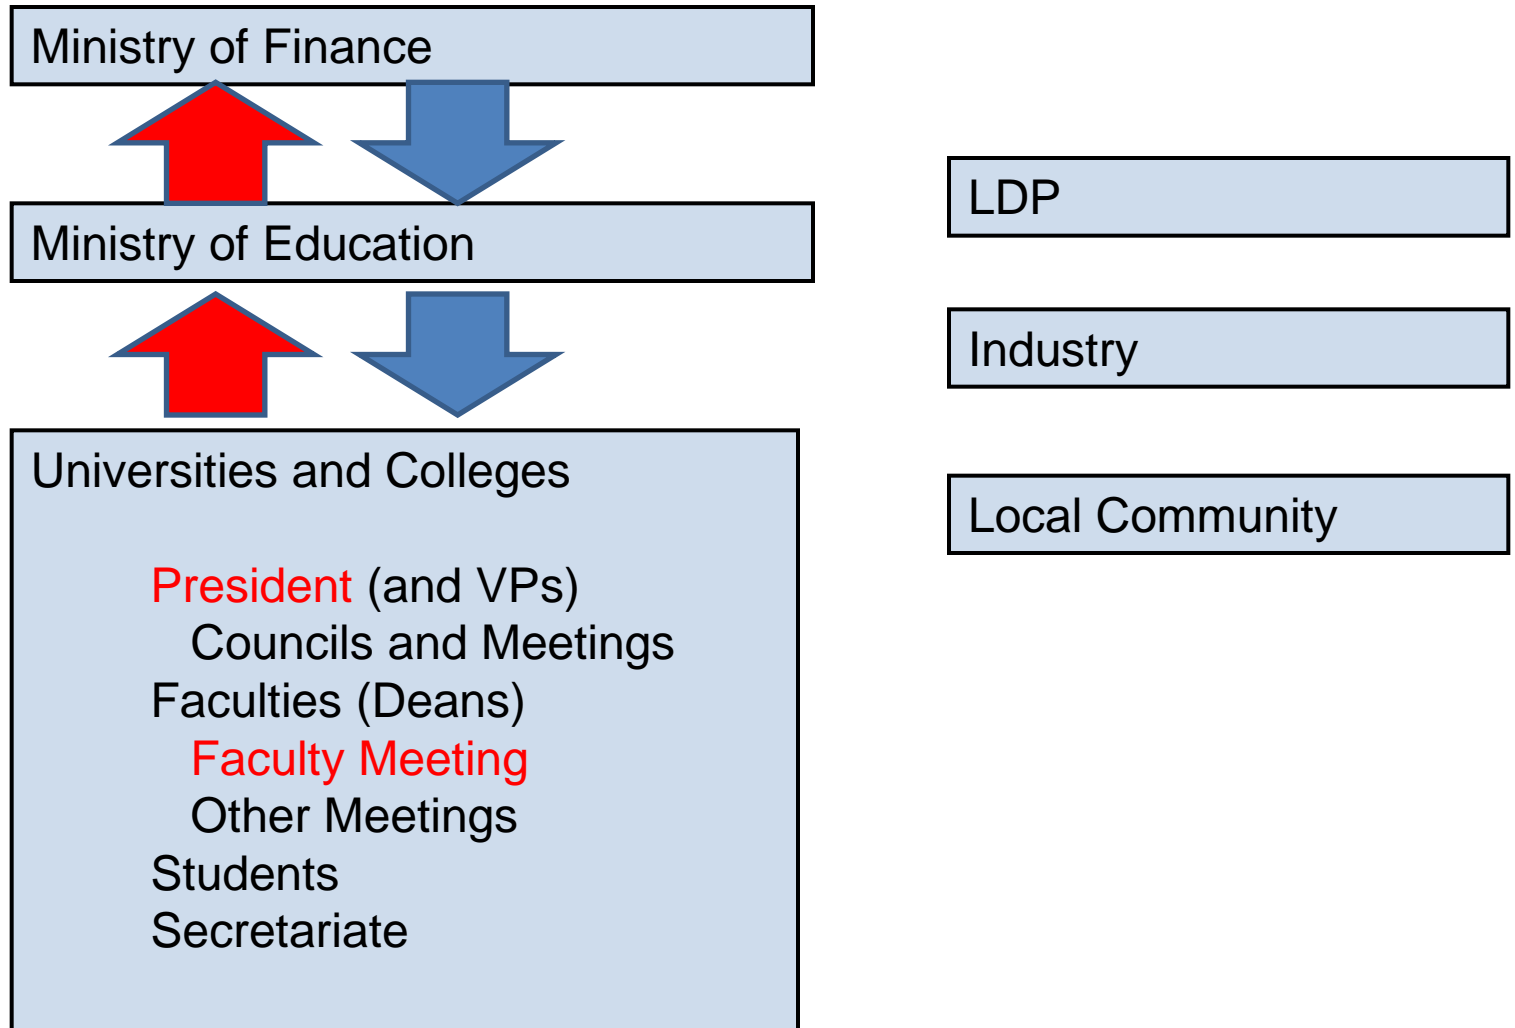 Ministry of Finance
Ministry of Education
Universities and Colleges
President (and VPs)
Councils and Meetings
Faculties (Deans)
Faculty Meeting
Other Meetings
Students
Secretariate
LDP
Industry
Local Community